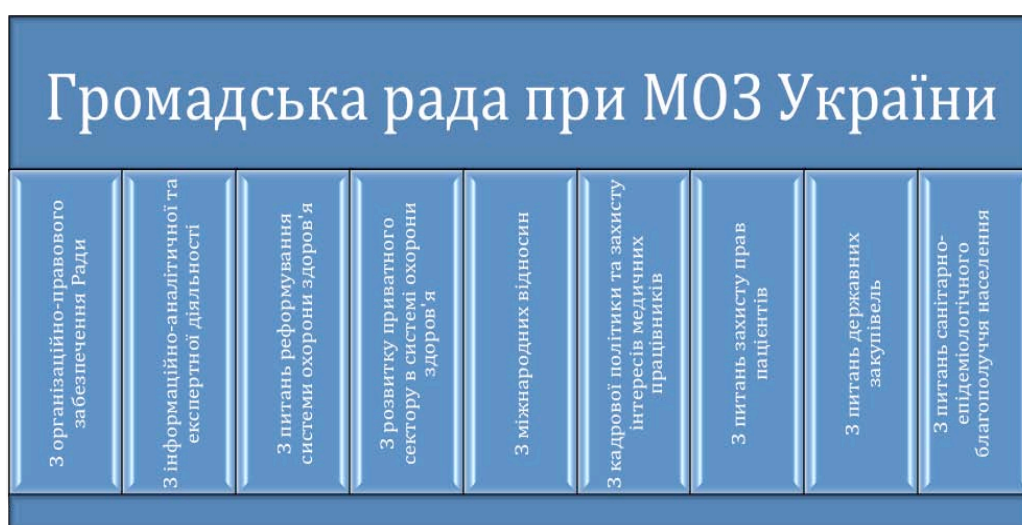 Громадська рада при МОЗ України
З організаційно-правового
забезпечення Ради
З інформаційно-аналітичної та
експертної діяльності
З питань реформування
системи охорони здоров'я
З розвитку приватного
сектору в системі охорони
здоров'я
З міжнародних відносин
З кадрової політики та захисту
інтересів медичних
працівників
З питань захисту прав
пацієнтів
З питань державних
закупівель
З питань санітарно-
епідеміологічного
благополуччя населення